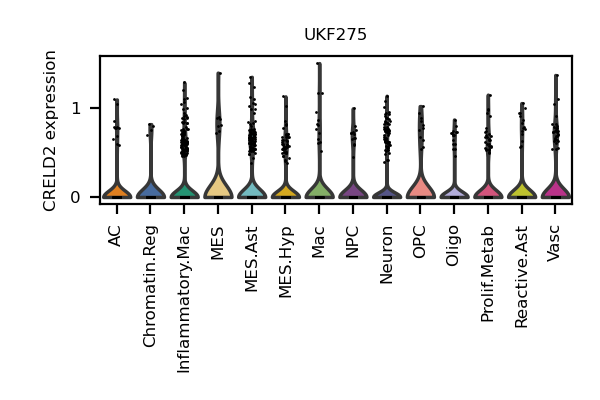 UKF275
CRELD2 expression
1
0
AC
Chromatin.Reg
Inflammatory.Mac
MES
MES.Ast
MES.Hyp
Mac
NPC
Neuron
OPC
Oligo
Prolif.Metab
Reactive.Ast
Vasc